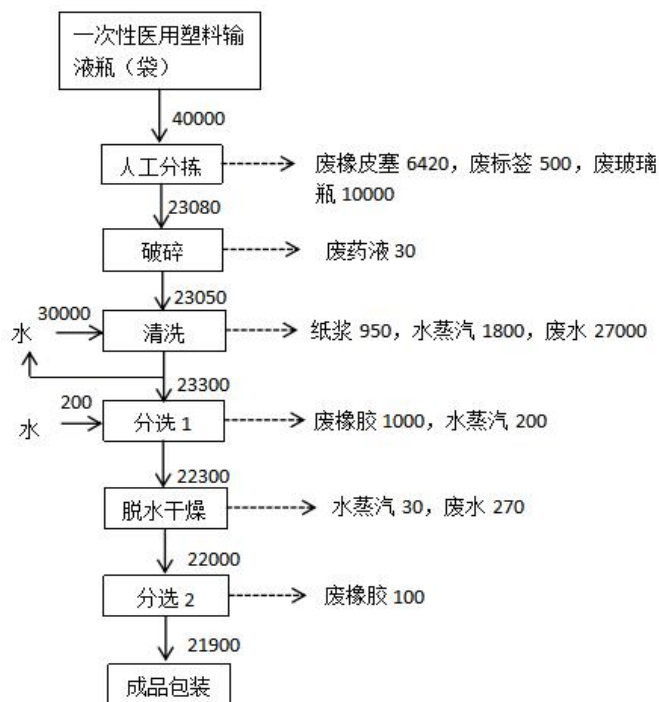 一次性医用塑料输
液瓶（袋）
40000
人工分拣
废橡皮塞 6420，废标签 500，废玻璃
瓶 10000
23080
破碎
废药液 30
23050
水
30000
清洗
纸浆 950，水蒸汽 1800，废水 27000
23300
水
200
分选 1
废橡胶 1000，水蒸汽 200
22300
脱水干燥
水蒸汽 30，废水 270
22000
分选 2
废橡胶 100
21900
成品包装